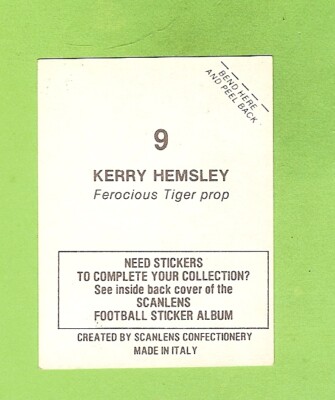 BEND HERE
AND PEEL BACK
9
KERRY HEMSLEY
Ferocious Tiger prop
NEED STICKERS
TO COMPLETE YOUR COLLECTION?
See inside back cover of the
SCANLENS
FOOTBALL STICKER ALBUM
CREATED BY SCANLENS CONFECTIONERY
MADE IN ITALY